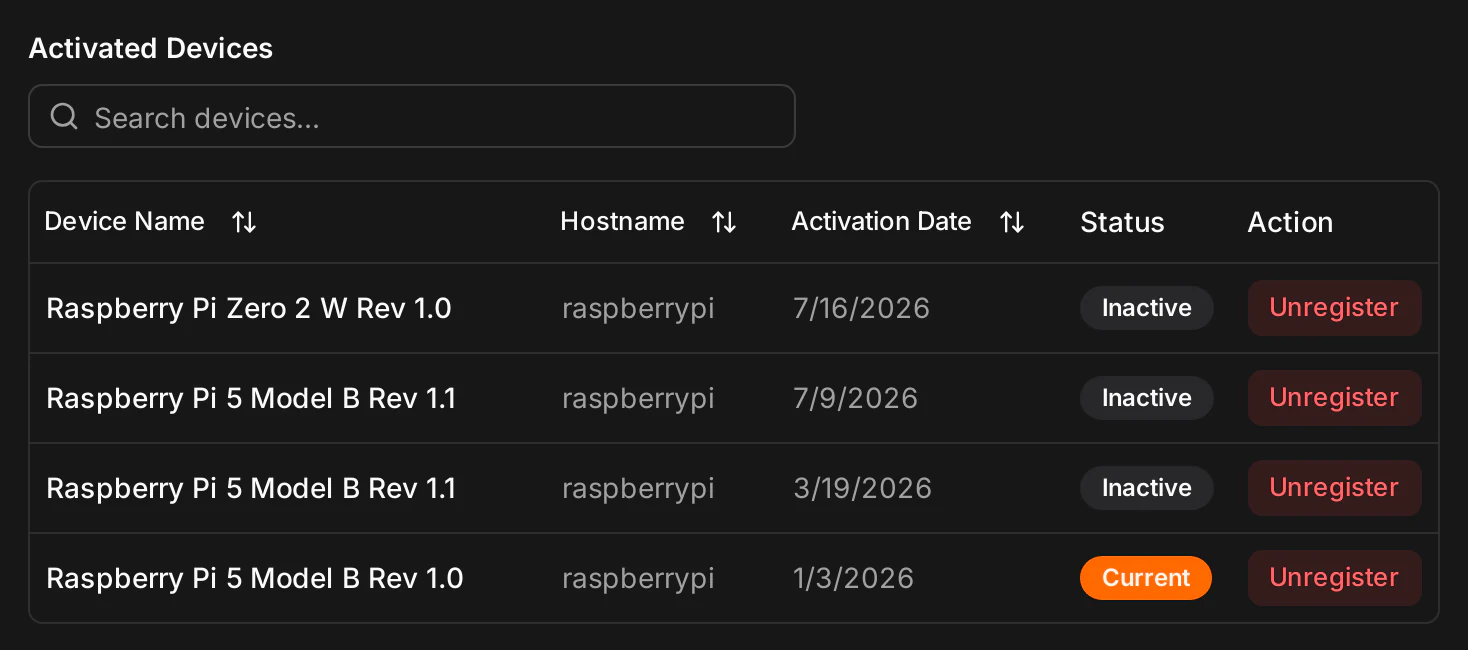 Activated Devices
Search devices...
Device Name Hostname Activation Date Status Action
Raspberry Pi Zero 2 W Rev 1.0 raspberrypi 7/16/2026 Inactive Unregister
Raspberry Pi 5 Model B Rev 1.1 raspberrypi 7/9/2026 Inactive Unregister
Raspberry Pi 5 Model B Rev 1.1 raspberrypi 3/19/2026 Inactive Unregister
Raspberry Pi 5 Model B Rev 1.0 raspberrypi 1/3/2026 Current Unregister